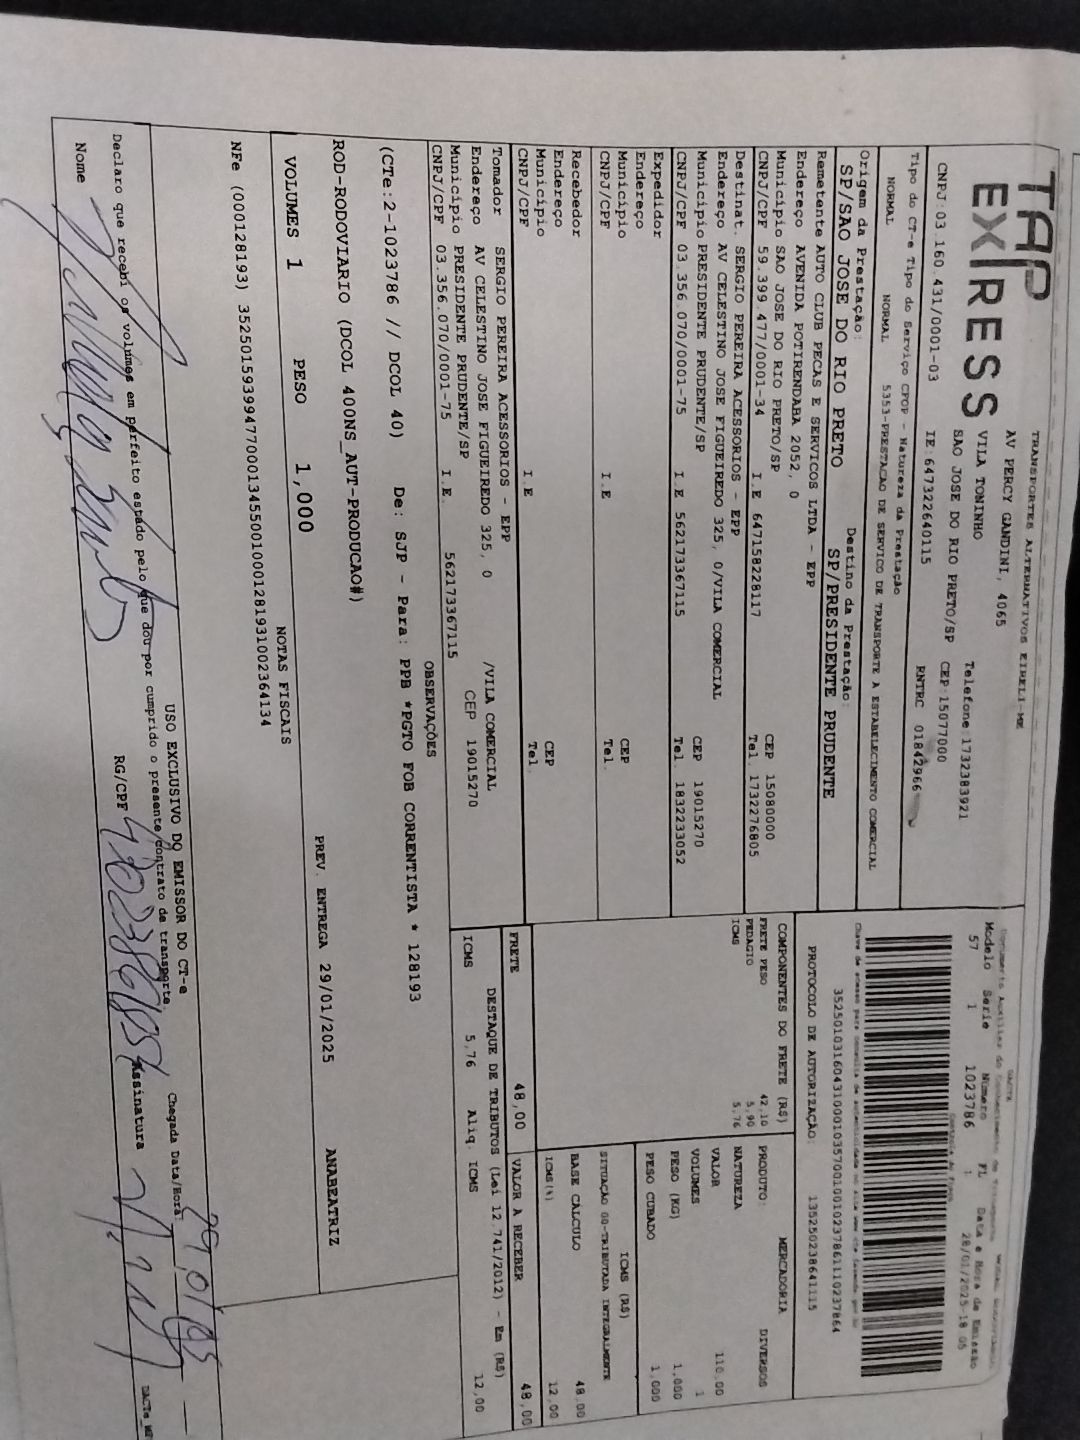 TAP
EXPRESS
TRANSPORTES ALTERNATIVOS EIRELI-ME
AV PERCY GANDINI, 4065
VILA TONINHO Telefone:1732383921
SAO JOSE DO RIO PRETO/SP CEP:15077000
CNPJ:03.160.431/0001-03 IE:647322640115 RNTRC 01842966
Modelo Serie Número Fl Data e Hora de Emissão
57 1 1023786 1 28/01/2025-18:05
Tipo do CT-e Tipo do Serviço CFOP - Natureza da Prestação
NORMAL NORMAL 5353-PRESTACAO DE SERVICO DE TRANSPORTE A ESTABELECIMENTO COMERCIAL
PROTOCOLO DE AUTORIZAÇÃO: 135250238641115
Origem da Prestação: Destino da Prestação:
SP/SAO JOSE DO RIO PRETO SP/PRESIDENTE PRUDENTE
Remetente AUTO CLUB PECAS E SERVICOS LTDA - EPP
Endereço AVENIDA POTIRENDABA 2052, 0
Município SAO JOSE DO RIO PRETO/SP CEP 15080000
CNPJ/CPF 59.399.477/0001-34 I.E 647158228117 Tel. 1732276805
Destinat. SERGIO PEREIRA ACESSORIOS - EPP
Endereço AV CELESTINO JOSE FIGUEIREDO 325, 0/VILA COMERCIAL
Município PRESIDENTE PRUDENTE/SP CEP 19015270
CNPJ/CPF 03.356.070/0001-75 I.E 562173367115 Tel. 1832233052
Expedidor
Endereço
Município CEP
CNPJ/CPF I.E Tel.
Recebedor
Endereço
Município CEP
CNPJ/CPF I.E Tel.
Tomador SERGIO PEREIRA ACESSORIOS - EPP
Endereço AV CELESTINO JOSE FIGUEIREDO 325, 0 /VILA COMERCIAL
Município PRESIDENTE PRUDENTE/SP CEP 19015270
CNPJ/CPF 03.356.070/0001-75 I.E. 562173367115
COMPONENTES DO FRETE (R$)
FRETE PESO 42,10
PEDAGIO 5,90
ICMS 5,76
PRODUTO: MERCADORIA
NATUREZA DIVERSOS
VALOR 110,00
VOLUMES 1
PESO (KG) 1,000
PESO CUBADO 1,000
ICMS (R$)
SITUAÇÃO 00-TRIBUTADA INTEGRALMENTE
BASE CALCULO 48,00
ICMS(%) 12,00
FRETE 48,00 VALOR A RECEBER 48,00
DESTAQUE DE TRIBUTOS (Lei 12.741/2012) - Em (R$)
ICMS 5,76 Aliq. ICMS 12,00
OBSERVAÇÕES
(CTe:2-1023786 // DCOL 40) De: SJP - Para: PPB *PGTO FOB CORRENTISTA * 128193
ROD-RODOVIARIO (DCOL 400NS_AUT-PRODUCAO#)
PREV. ENTREGA 29/01/2025 ANABEATRIZ
VOLUMES 1 PESO 1,000
NOTAS FISCAIS
NFe (000128193) 35250159399477000134550010001281931002364134
USO EXCLUSIVO DO EMISSOR DO CT-e
Declaro que recebi os volumes em perfeito estado pelo que dou por cumprido o presente contrato de transporte
Chegada Data/Hora:
Nome RG/CPF Assinatura